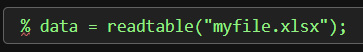 % data = readtable("myfile.xlsx");